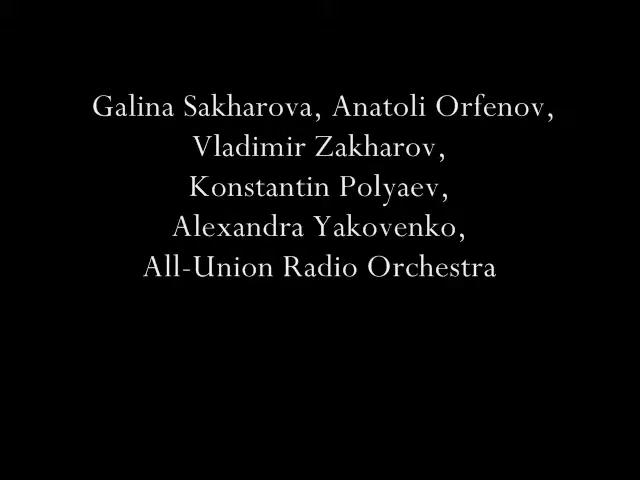 Galina Sakharova, Anatoli Orfenov,
Vladimir Zakharov,
Konstantin Polyaev,
Alexandra Yakovenko,
All-Union Radio Orchestra